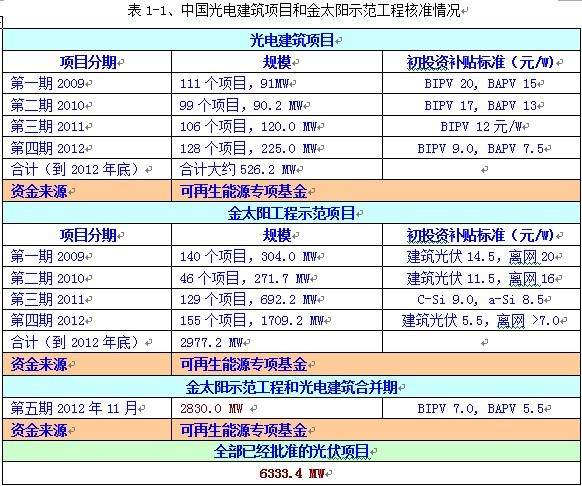 表 1-1、中国光电建筑项目和金太阳示范工程核准情况
光电建筑项目
项目分期 规模 初投资补贴标准（元/W）
第一期 2009 111 个项目，91MW BIPV 20, BAPV 15
第二期 2010 99 个项目，90.2 MW BIPV 17, BAPV 13
第三期 2011 106 个项目，120.0 MW BIPV 12 元/W
第四期 2012 128 个项目，225.0 MW BIPV 9.0, BAPV 7.5
合计（到 2012 年底） 合计大约 526.2 MW
资金来源 可再生能源专项基金
金太阳工程示范项目
项目分期 规模 初投资补贴标准（元/W）
第一期 2009 140 个项目，304.0 MW 建筑光伏 14.5，离网 20
第二期 2010 46 个项目，271.7 MW 建筑光伏 11.5，离网 16
第三期 2011 129 个项目，692.2 MW C-Si 9.0, a-Si 8.5
第四期 2012 155 个项目，1709.2 MW 建筑光伏 5.5，离网 >7.0
合计（到 2012 年底） 2977.2 MW
资金来源 可再生能源专项基金
金太阳示范工程和光电建筑合并期
第五期 2012 年 11 月 2830.0 MW BIPV 7.0, BAPV 5.5
资金来源 可再生能源专项基金
全部已经批准的光伏项目
6333.4 MW